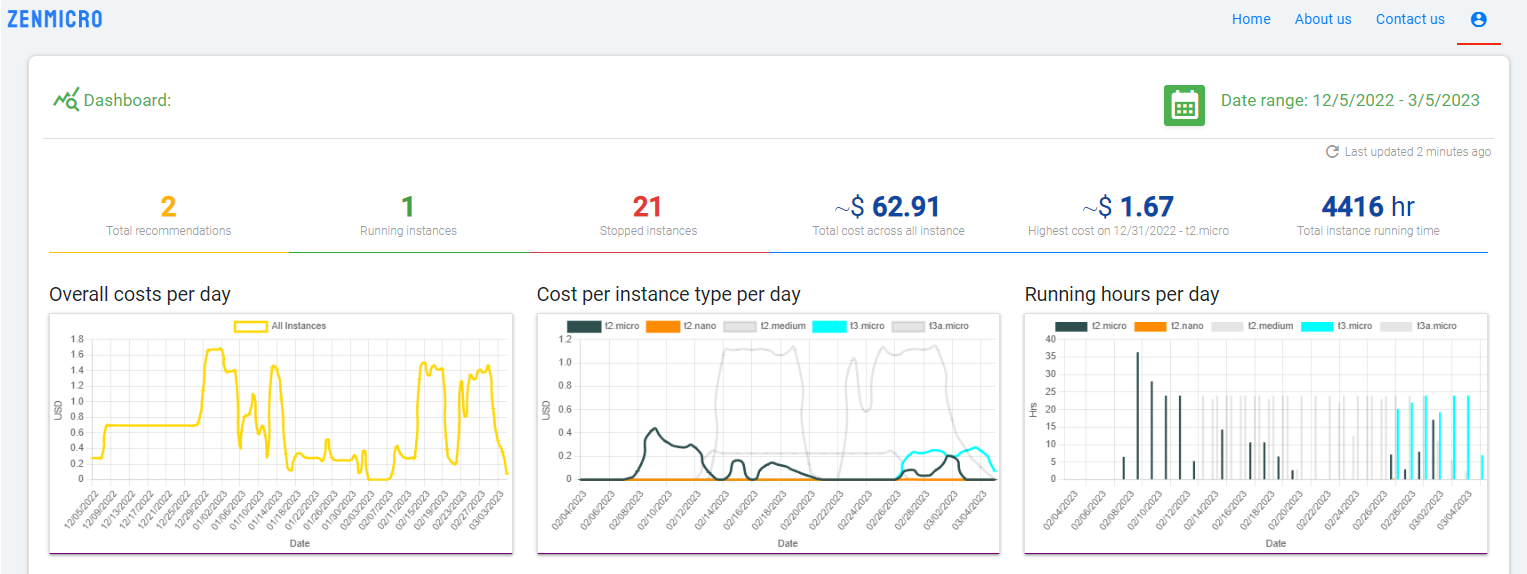 ZENMICRO
Home About us Contact us
Dashboard:
Date range: 12/5/2022 - 3/5/2023
Last updated 2 minutes ago
2 1 21 ~$ 62.91 ~$ 1.67 4416 hr
Total recommendations Running instances Stopped instances Total cost across all instance Highest cost on 12/31/2022 - t2.micro Total instance running time
Overall costs per day
All Instances
1.8
1.6
1.4
1.2
1.0
0.8
0.6
0.4
0.2
0
USD
12/05/2022 12/09/2022 12/13/2022 12/17/2022 12/21/2022 12/25/2022 12/29/2022 01/02/2023 01/06/2023 01/10/2023 01/14/2023 01/18/2023 01/22/2023 01/26/2023 01/30/2023 02/03/2023 02/07/2023 02/11/2023 02/15/2023 02/19/2023 02/23/2023 02/27/2023 03/03/2023
Date
Cost per instance type per day
t2.micro t2.nano t2.medium t3.micro t3a.micro
1.2
1.0
0.8
0.6
0.4
0.2
0
USD
02/04/2023 02/06/2023 02/08/2023 02/10/2023 02/12/2023 02/14/2023 02/16/2023 02/18/2023 02/20/2023 02/22/2023 02/24/2023 02/26/2023 02/28/2023 03/02/2023 03/04/2023
Date
Running hours per day
t2.micro t2.nano t2.medium t3.micro t3a.micro
40
35
30
25
20
15
10
5
0
Hrs
02/04/2023 02/06/2023 02/08/2023 02/10/2023 02/12/2023 02/14/2023 02/16/2023 02/18/2023 02/20/2023 02/22/2023 02/24/2023 02/26/2023 02/28/2023 03/02/2023 03/04/2023
Date